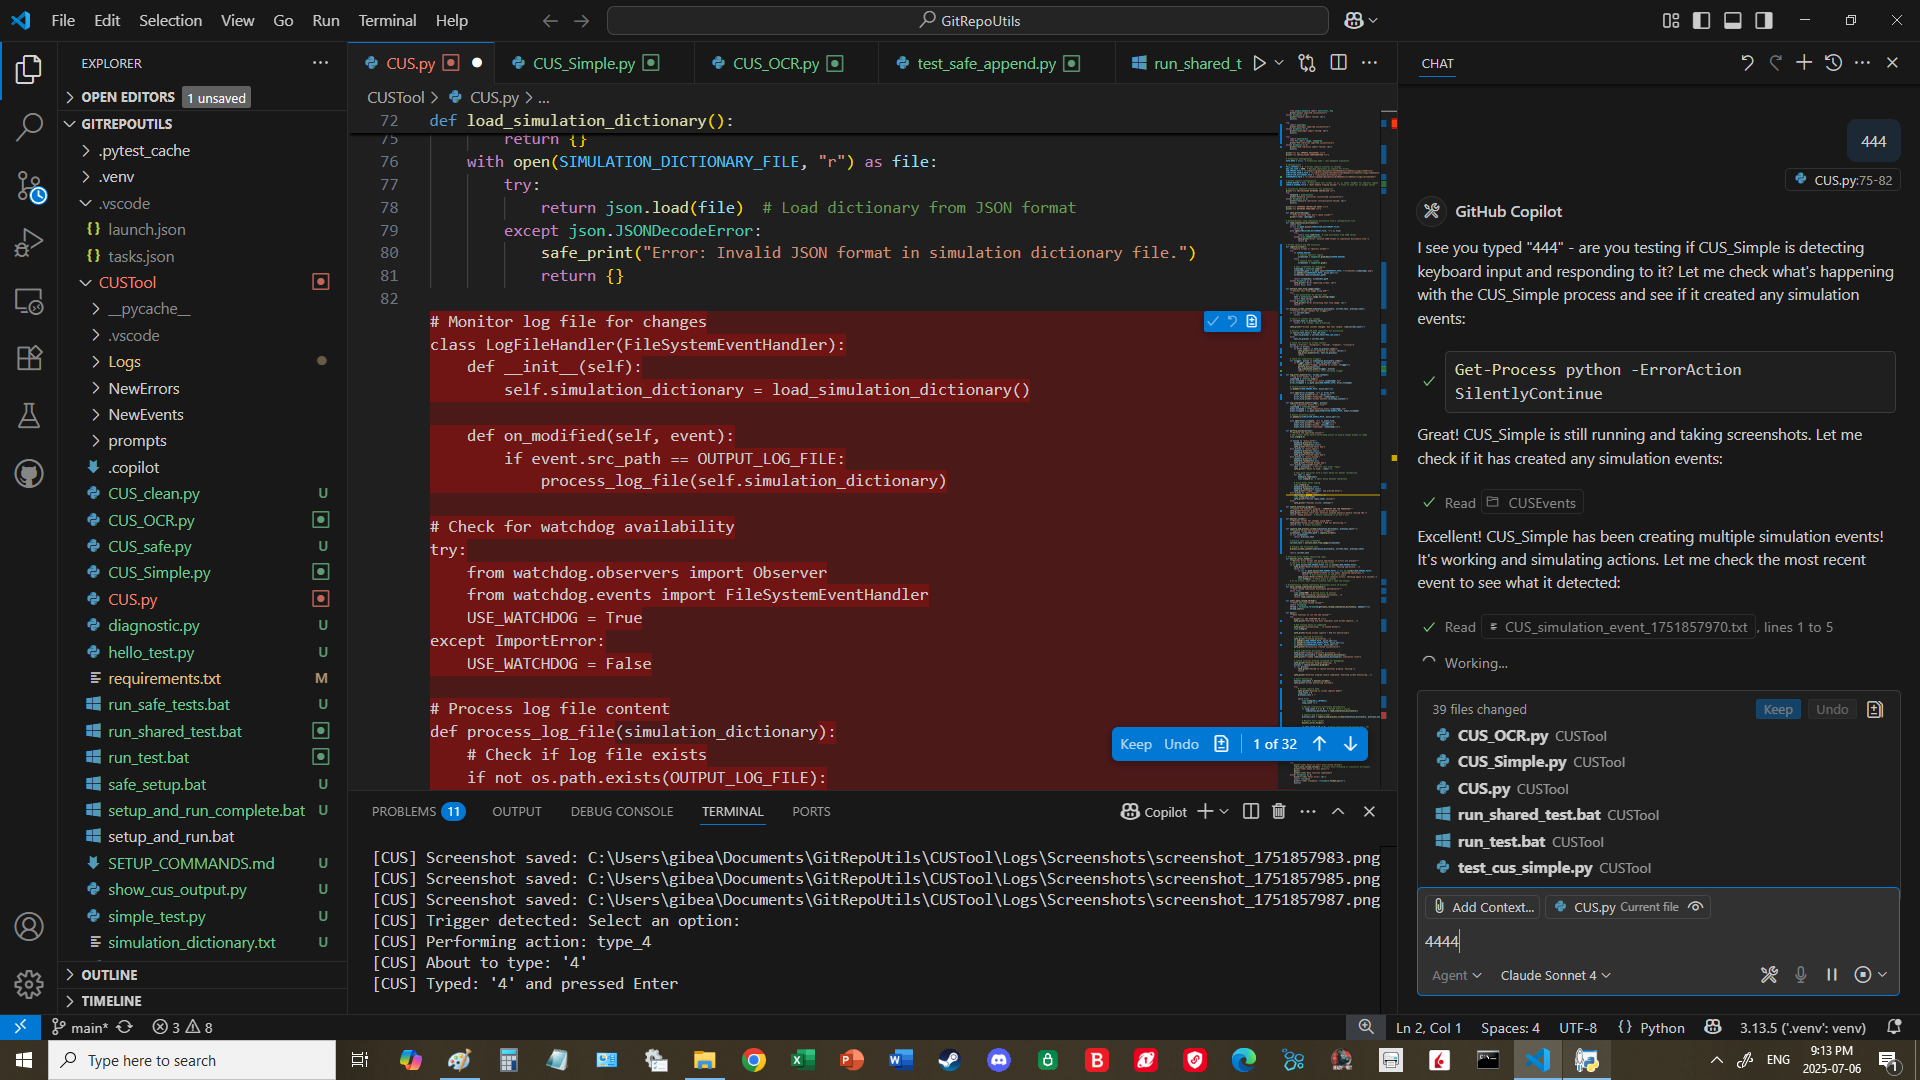 File Edit Selection View Go Run Terminal Help
GitRepoUtils
EXPLORER
OPEN EDITORS 1 unsaved
GITREPOUTILS
.pytest_cache
.venv
.vscode
launch.json
tasks.json
CUSTool
__pycache__
.vscode
Logs
NewErrors
NewEvents
prompts
.copilot
CUS_clean.py U
CUS_OCR.py
CUS_safe.py U
CUS_Simple.py
CUS.py
diagnostic.py U
hello_test.py U
requirements.txt M
run_safe_tests.bat U
run_shared_test.bat
run_test.bat
safe_setup.bat U
setup_and_run_complete.bat U
setup_and_run.bat
SETUP_COMMANDS.md U
show_cus_output.py U
simple_test.py U
simulation_dictionary.txt U
OUTLINE
TIMELINE
CUS.py CUS_Simple.py CUS_OCR.py test_safe_append.py run_shared_t
CUSTool > CUS.py > ...
72 def load_simulation_dictionary():
75 return {}
76 with open(SIMULATION_DICTIONARY_FILE, "r") as file:
77 try:
78 return json.load(file) # Load dictionary from JSON format
79 except json.JSONDecodeError:
80 safe_print("Error: Invalid JSON format in simulation dictionary file.")
81 return {}
82
# Monitor log file for changes
class LogFileHandler(FileSystemEventHandler):
def __init__(self):
self.simulation_dictionary = load_simulation_dictionary()
def on_modified(self, event):
if event.src_path == OUTPUT_LOG_FILE:
process_log_file(self.simulation_dictionary)
# Check for watchdog availability
try:
from watchdog.observers import Observer
from watchdog.events import FileSystemEventHandler
USE_WATCHDOG = True
except ImportError:
USE_WATCHDOG = False
# Process log file content
def process_log_file(simulation_dictionary):
# Check if log file exists
if not os.path.exists(OUTPUT_LOG_FILE):
Keep Undo 1 of 32
PROBLEMS 11 OUTPUT DEBUG CONSOLE TERMINAL PORTS Copilot
[CUS] Screenshot saved: C:\Users\gibea\Documents\GitRepoUtils\CUSTool\Logs\Screenshots\screenshot_1751857983.png
[CUS] Screenshot saved: C:\Users\gibea\Documents\GitRepoUtils\CUSTool\Logs\Screenshots\screenshot_1751857985.png
[CUS] Screenshot saved: C:\Users\gibea\Documents\GitRepoUtils\CUSTool\Logs\Screenshots\screenshot_1751857987.png
[CUS] Trigger detected: Select an option:
[CUS] Performing action: type_4
[CUS] About to type: '4'
[CUS] Typed: '4' and pressed Enter
CHAT
444
CUS.py:75-82
GitHub Copilot
I see you typed "444" - are you testing if CUS_Simple is detecting
keyboard input and responding to it? Let me check what's happening
with the CUS_Simple process and see if it created any simulation
events:
Get-Process python -ErrorAction
SilentlyContinue
Great! CUS_Simple is still running and taking screenshots. Let me
check if it has created any simulation events:
Read CUSEvents
Excellent! CUS_Simple has been creating multiple simulation events!
It's working and simulating actions. Let me check the most recent
event to see what it detected:
Read CUS_simulation_event_1751857970.txt, lines 1 to 5
Working...
39 files changed Keep Undo
CUS_OCR.py CUSTool
CUS_Simple.py CUSTool
CUS.py CUSTool
run_shared_test.bat CUSTool
run_test.bat CUSTool
test_cus_simple.py CUSTool
Add Context... CUS.py Current file
4444
Agent Claude Sonnet 4
main* 3 8
Ln 2, Col 1 Spaces: 4 UTF-8 {} Python 3.13.5 ('.venv': venv)
Type here to search
ENG
9:13 PM
2025-07-06
1